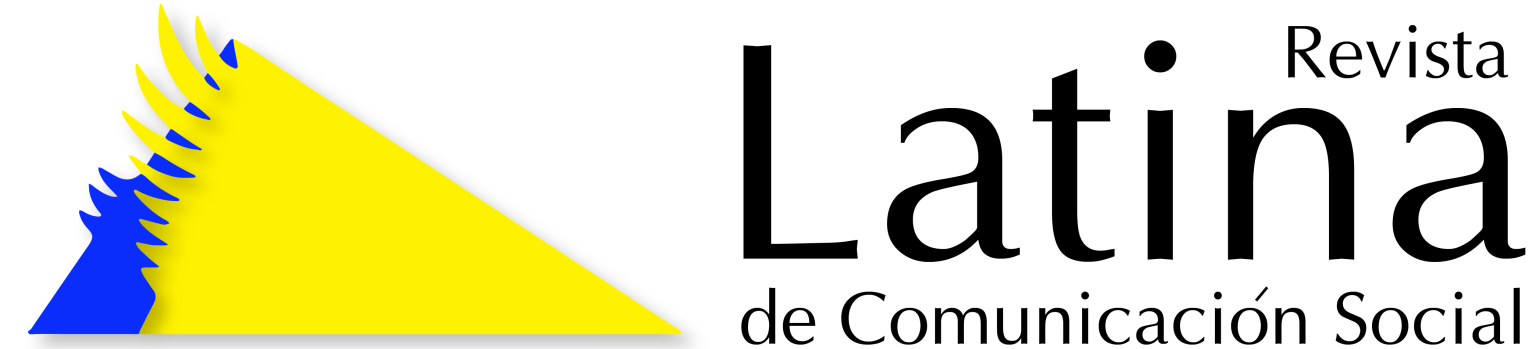 Revista
Latina
de Comunicación Social